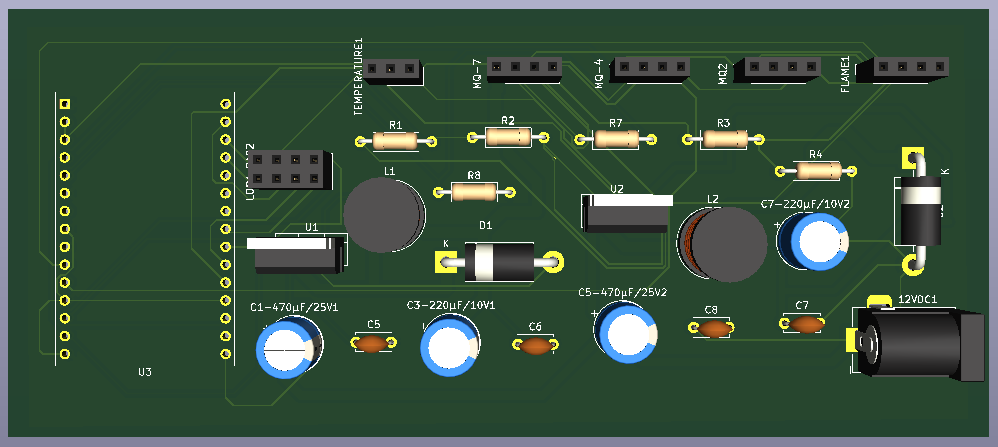 TEMPERATURE1
MQ-7
MQ-4
MQ2
FLAME1
R1
R2
R7
R3
R4
K
L1
R8
U2
L2
C7-220µF/10V2
U1
D1
K
C1-470µF/25V1
C3-220µF/10V1
C5-470µF/25V2
12VDC1
C5
C6
C8
C7
U3